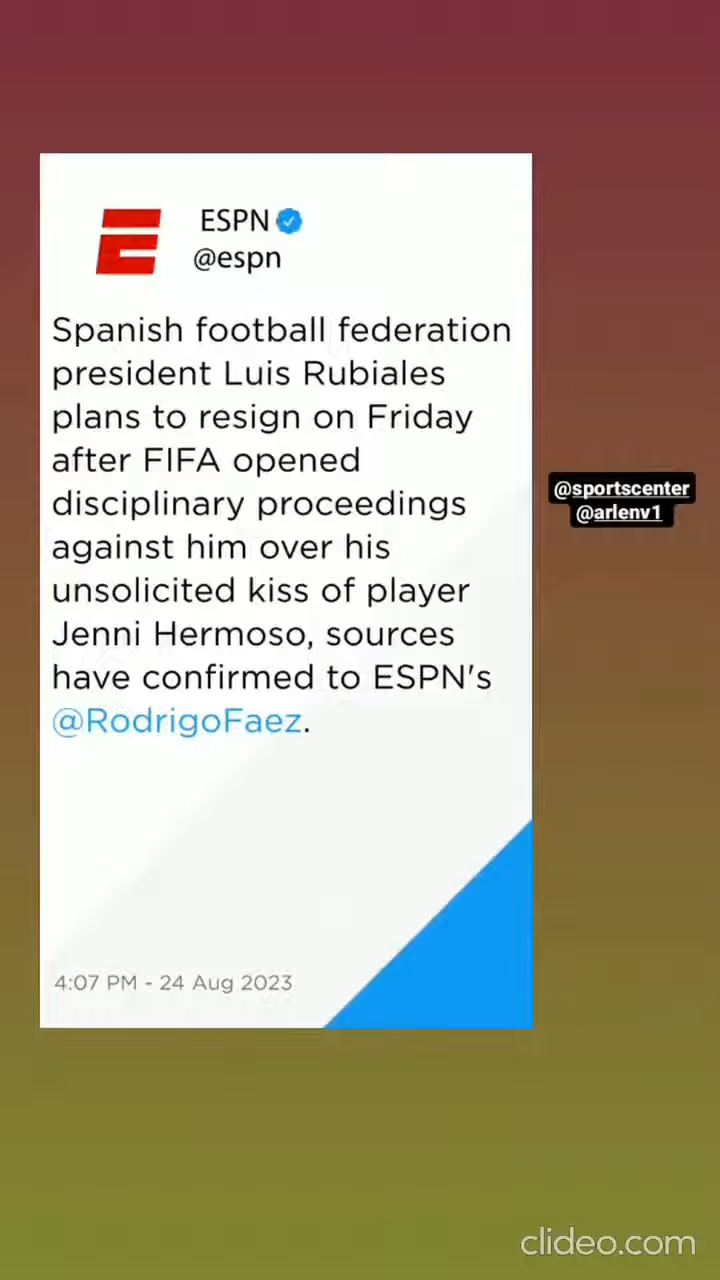 ESPN
@espn
Spanish football federation
president Luis Rubiales
plans to resign on Friday
after FIFA opened
disciplinary proceedings
against him over his
unsolicited kiss of player
Jenni Hermoso, sources
have confirmed to ESPN's
@RodrigoFaez.
4:07 PM - 24 Aug 2023
@sportscenter
@arlenv1
clideo.com